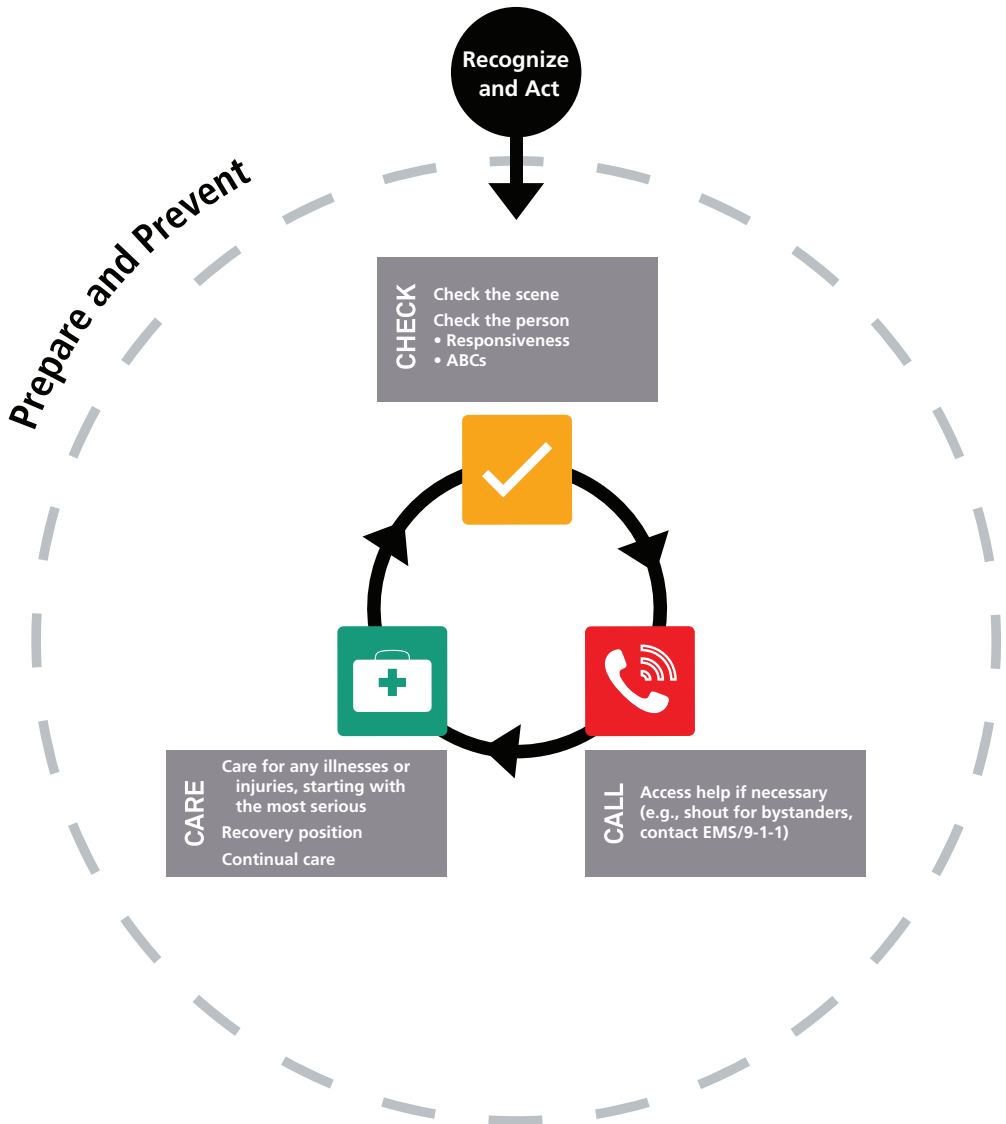 Recognize
and Act
Prepare and Prevent
CHECK
Check the scene
Check the person
• Responsiveness
• ABCs
CARE
Care for any illnesses or
injuries, starting with
the most serious
Recovery position
Continual care
CALL
Access help if necessary
(e.g., shout for bystanders,
contact EMS/9-1-1)